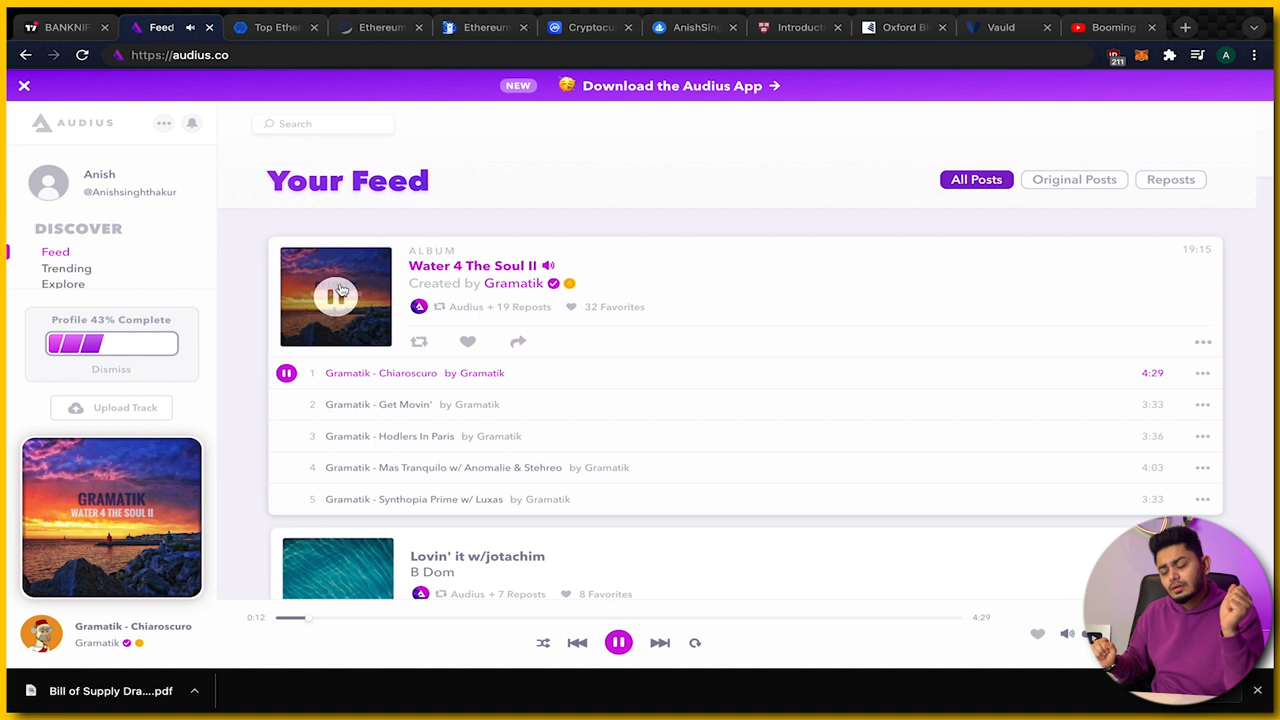 BANKNIF
Feed
Top Ether
Ethereum
Ethereum
Cryptocu
AnishSing
Introducti
Oxford Bl
Vauld
Booming
https://audius.co
211
A
NEW
Download the Audius App →
AUDIUS
Search
Anish
@Anishsinghthakur
Your Feed
All Posts
Original Posts
Reposts
DISCOVER
Feed
Trending
Explore
Profile 43% Complete
Dismiss
Upload Track
ALBUM
19:15
Water 4 The Soul II
Created by Gramatik
Audius + 19 Reposts
32 Favorites
1 Gramatik - Chiaroscuro by Gramatik 4:29
2 Gramatik - Get Movin' by Gramatik 3:33
3 Gramatik - Hodlers In Paris by Gramatik 3:36
4 Gramatik - Mas Tranquilo w/ Anomalie & Stehreo by Gramatik 4:03
5 Gramatik - Synthopia Prime w/ Luxas by Gramatik 3:33
GRAMATIK
WATER 4 THE SOUL II
Lovin' it w/jotachim
B Dom
Audius + 7 Reposts
8 Favorites
Gramatik - Chiaroscuro
Gramatik
0:12
4:29
Bill of Supply Dra....pdf